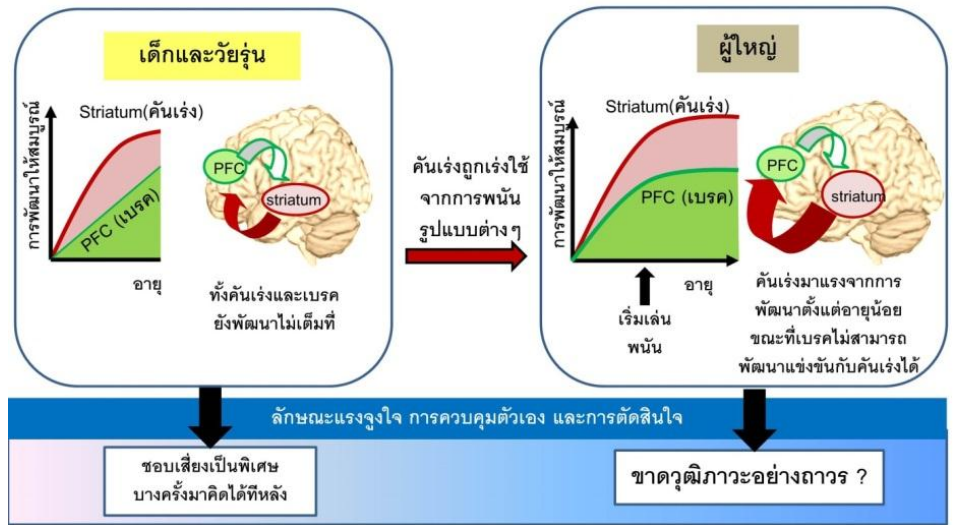 เด็กและวัยรุ่น
การพัฒนาให้สมบูรณ์
Striatum(คันเร่ง)
PFC (เบรค)
อายุ
PFC
striatum
ทั้งคันเร่งและเบรค
ยังพัฒนาไม่เต็มที่
คันเร่งถูกเร่งใช้
จากการพนัน
รูปแบบต่างๆ
ผู้ใหญ่
การพัฒนาให้สมบูรณ์
Striatum(คันเร่ง)
PFC (เบรค)
อายุ
เริ่มเล่น
พนัน
PFC
striatum
คันเร่งมาแรงจากการ
พัฒนาตั้งแต่อายุน้อย
ขณะที่เบรคไม่สามารถ
พัฒนาแข่งขันกับคันเร่งได้
ลักษณะแรงจูงใจ การควบคุมตัวเอง และการตัดสินใจ
ชอบเสี่ยงเป็นพิเศษ
บางครั้งมาคิดได้ทีหลัง
ขาดวุฒิภาวะอย่างถาวร ?